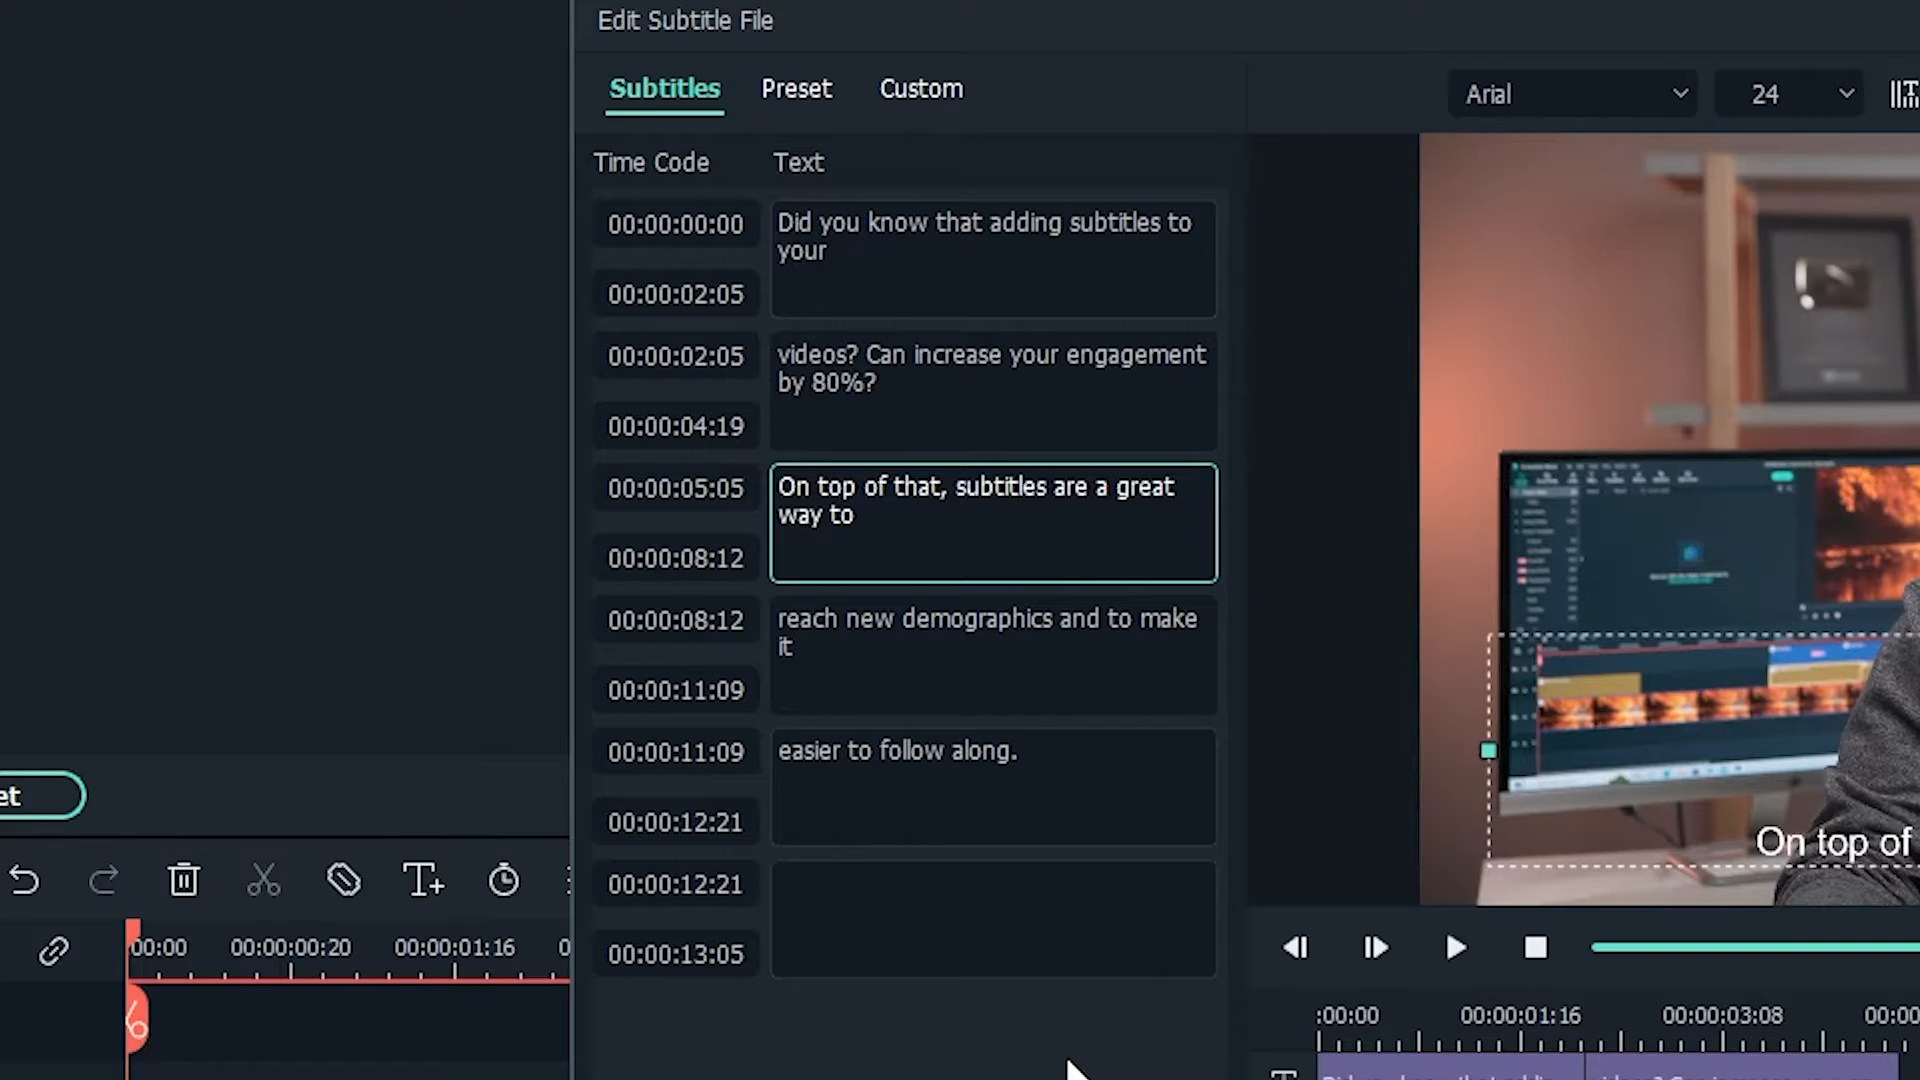 Edit Subtitle File
Subtitles Preset Custom
Arial 24
Time Code Text
00:00:00:00
Did you know that adding subtitles to
your
00:00:02:05
00:00:02:05
videos? Can increase your engagement
by 80%?
00:00:04:19
00:00:05:05
On top of that, subtitles are a great
way to
00:00:08:12
00:00:08:12
reach new demographics and to make
it
00:00:11:09
00:00:11:09
easier to follow along.
00:00:12:21
00:00:12:21
00:00:13:05
On top of
et
00:00 00:00:00:20 00:00:01:16 0
:00:00 00:00:01:16 00:00:03:08 00:00